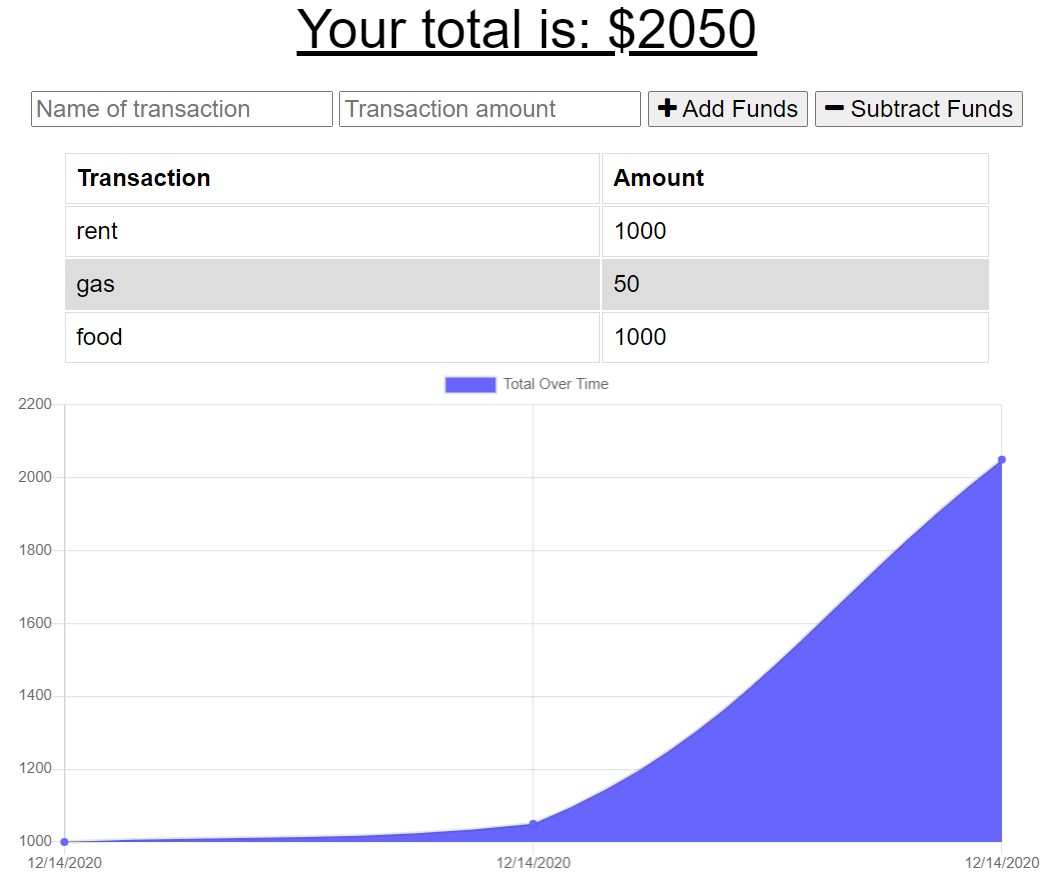 Your total is: $2050
Name of transaction Transaction amount + Add Funds − Subtract Funds
Transaction Amount
rent 1000
gas 50
food 1000
Total Over Time
2200
2000
1800
1600
1400
1200
1000
12/14/2020 12/14/2020 12/14/2020